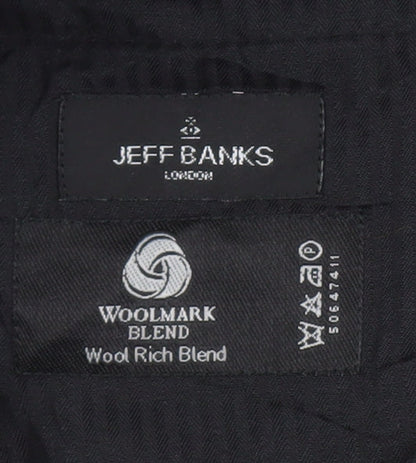 JEFF BANKS
LONDON
WOOLMARK
BLEND
Wool Rich Blend
50647411
P